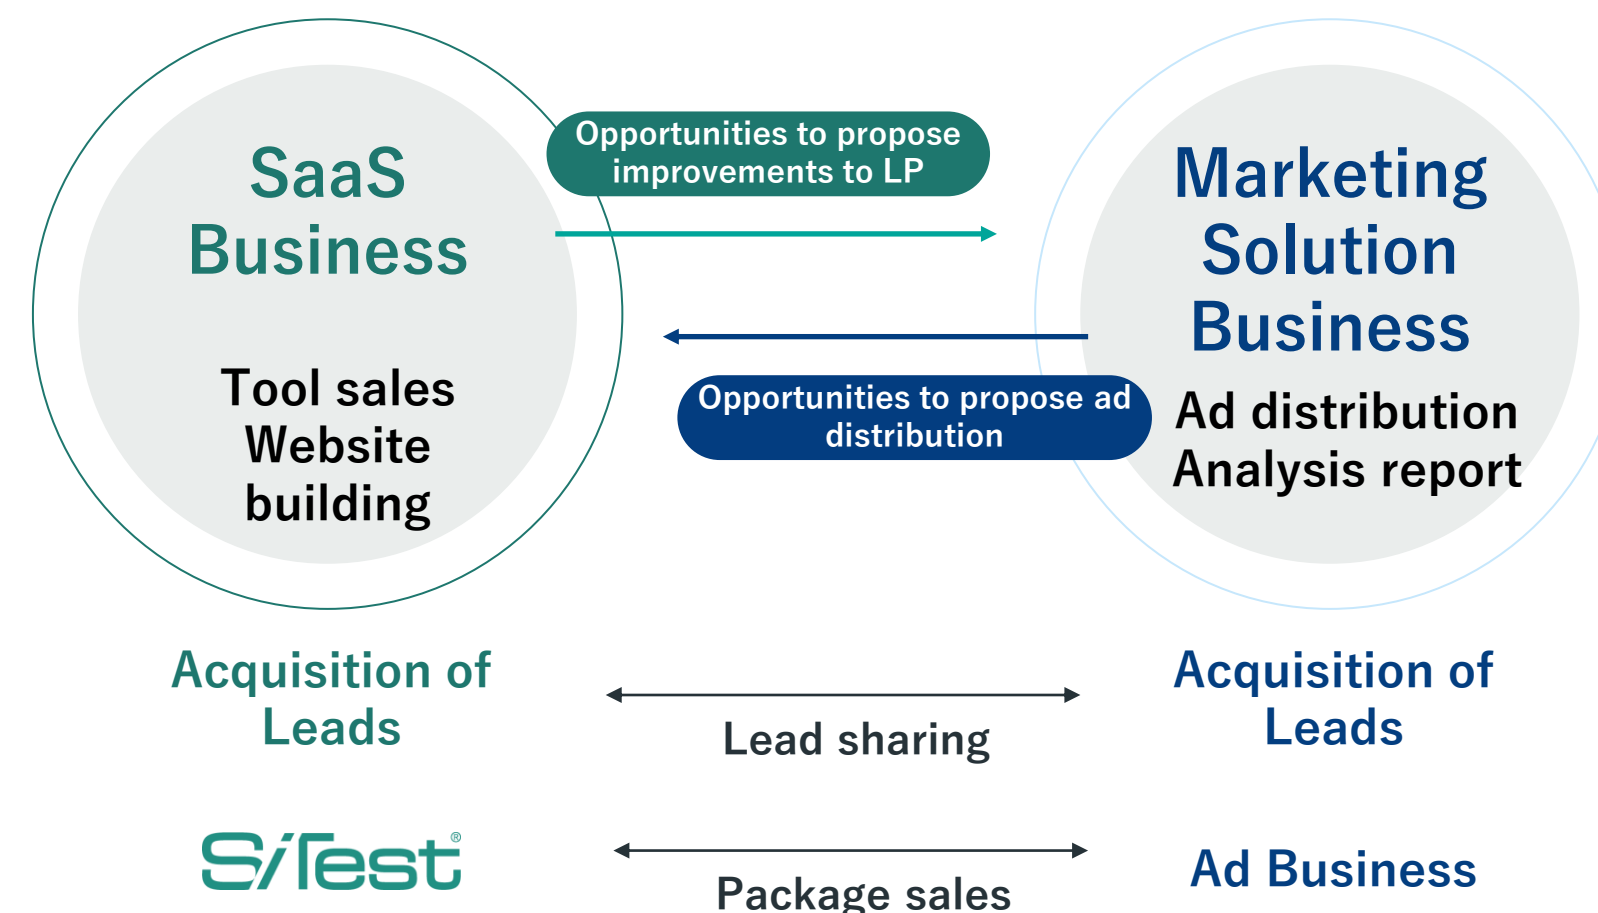 SaaS
Business
Tool sales
Website
building
Opportunities to propose
improvements to LP
Opportunities to propose ad
distribution
Marketing
Solution
Business
Ad distribution
Analysis report
Acquisition of
Leads
Lead sharing
Acquisition of
Leads
SiTest®
Package sales
Ad Business